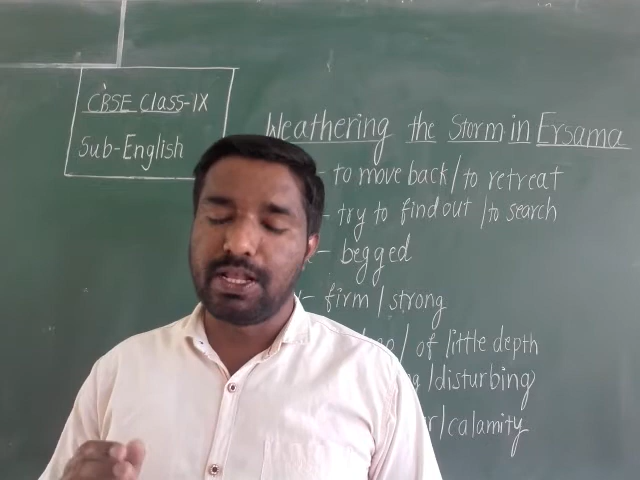 CBSE Class-IX
Sub-English
Weathering the Storm in Ersama
- to move back/to retreat
- try to find out /to search
- begged
- firm / strong
/ of little depth
/disturbing
/calamity